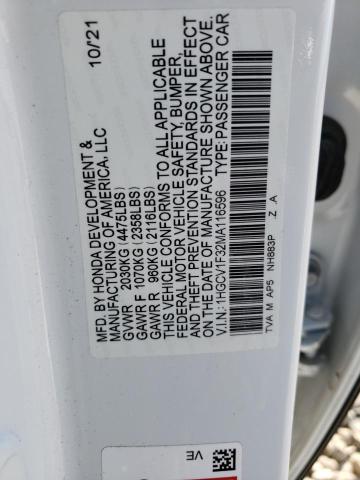 MFD. BY HONDA DEVELOPMENT & 10/21
MANUFACTURING OF AMERICA, LLC
GVWR 2030KG(4475LBS)
GAWR F 1070KG(2358LBS)
GAWR R 960KG(2116LBS)
THIS VEHICLE CONFORMS TO ALL APPLICABLE
FEDERAL MOTOR VEHICLE SAFETY, BUMPER,
AND THEFT PREVENTION STANDARDS IN EFFECT
ON THE DATE OF MANUFACTURE SHOWN ABOVE.
V.I.N: 1HGCV1F32MA116596 TYPE: PASSENGER CAR
TVA M AP5 NH883P Z .A
VE